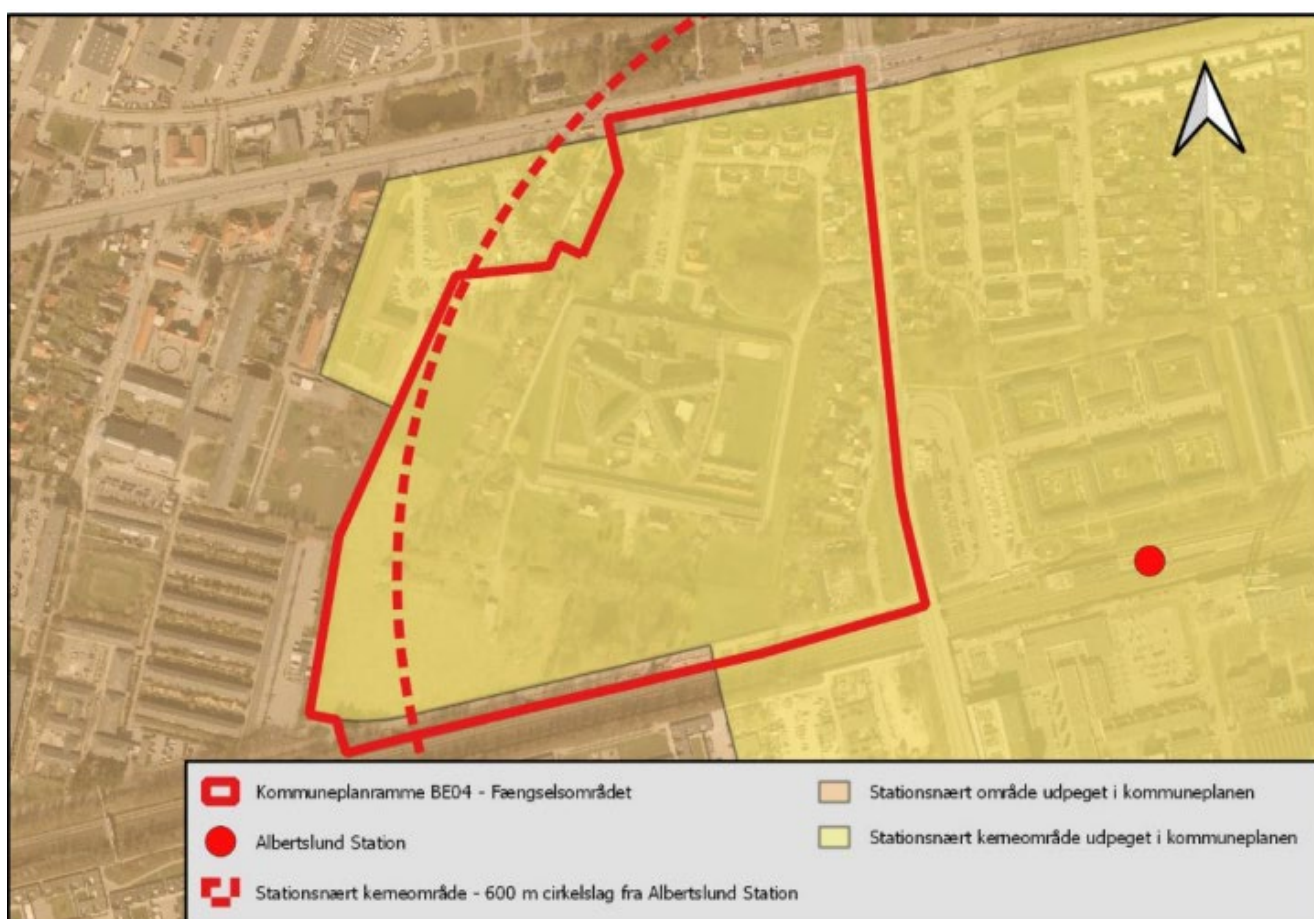 Kommuneplanramme BE04 - Fængselsområdet
Albertslund Station
Stationsnært kerneområde - 600 m cirkelslag fra Albertslund Station
Stationsnært område udpeget i kommuneplanen
Stationsnært kerneområde udpeget i kommuneplanen